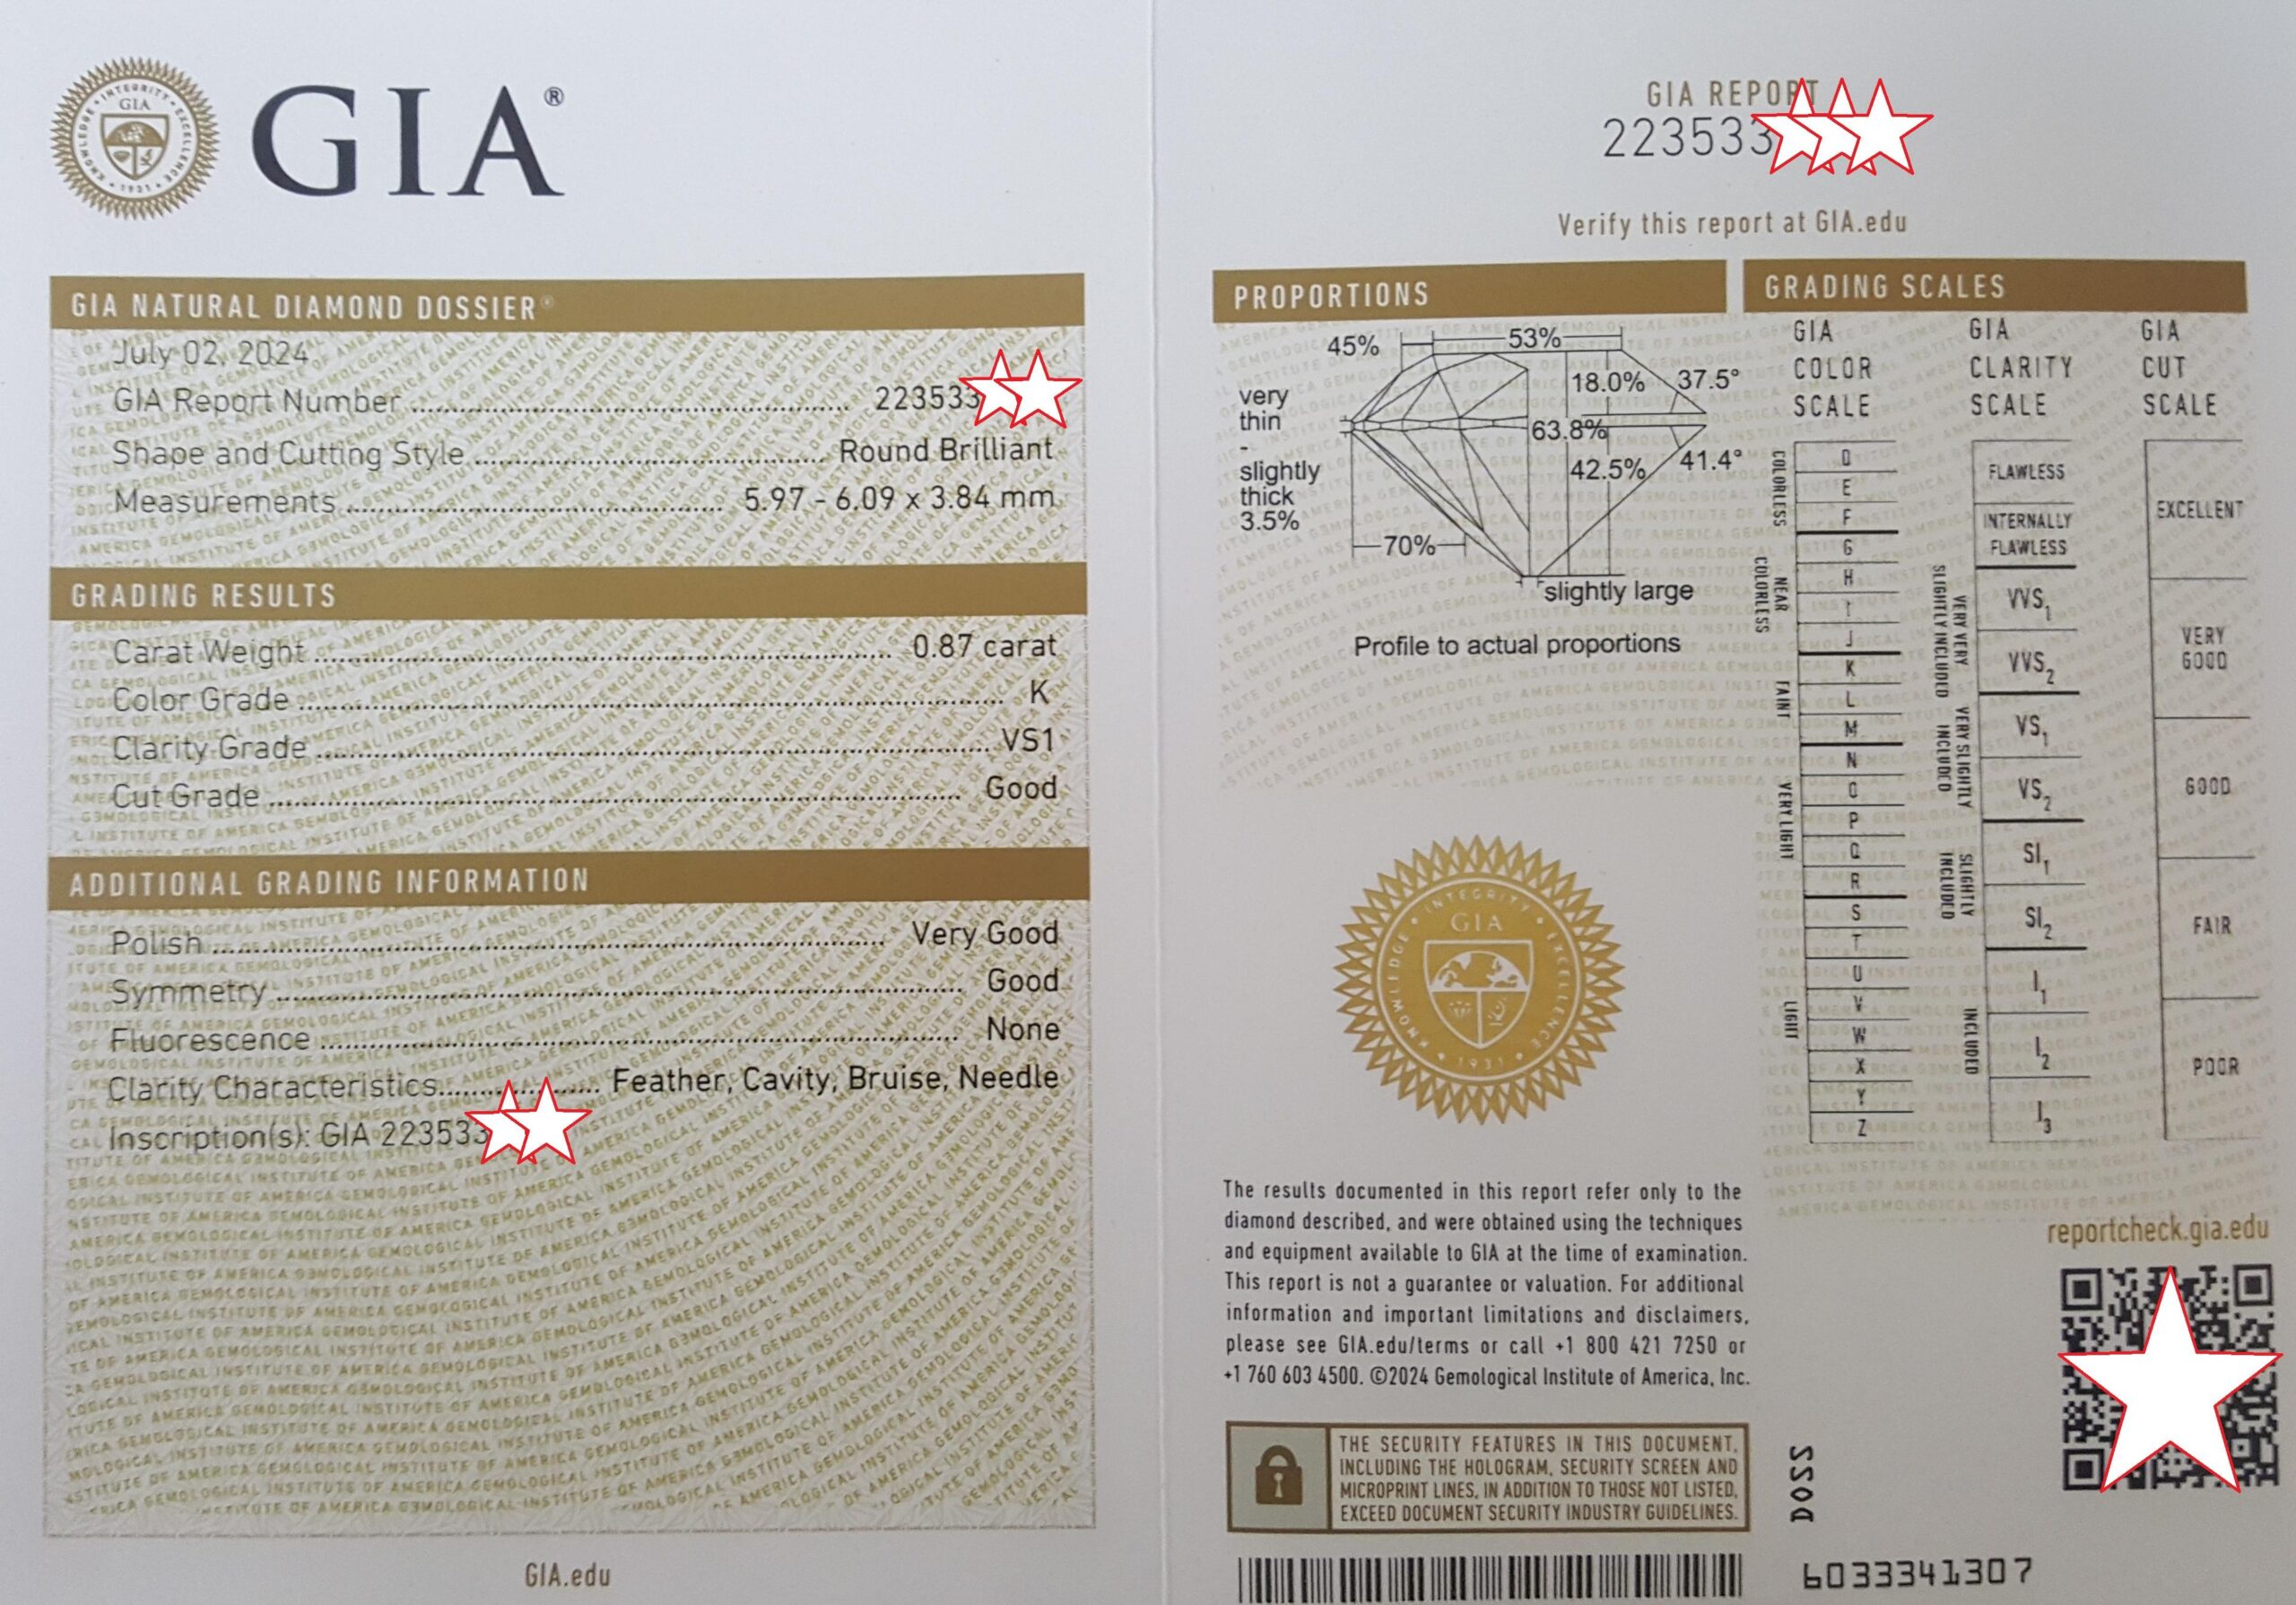 GIA®
GIA NATURAL DIAMOND DOSSIER®
July 02, 2024
GIA Report Number ........ 223533
Shape and Cutting Style ........ Round Brilliant
Measurements ........ 5.97 - 6.09 x 3.84 mm
GRADING RESULTS
Carat Weight ........ 0.87 carat
Color Grade ........ K
Clarity Grade ........ VS1
Cut Grade ........ Good
ADDITIONAL GRADING INFORMATION
Polish ........ Very Good
Symmetry ........ Good
Fluorescence ........ None
Clarity Characteristics ........ Feather, Cavity, Bruise, Needle
Inscription(s): GIA 223533
GIA.edu
GIA REPORT
223533
Verify this report at GIA.edu
PROPORTIONS
45%
53%
18.0%
37.5°
very
thin
-
slightly
thick
3.5%
63.8%
42.5%
41.4°
70%
slightly large
Profile to actual proportions
INTEGRITY
GIA
KNOWLEDGE
EXCELLENCE
1931
The results documented in this report refer only to the
diamond described, and were obtained using the techniques
and equipment available to GIA at the time of examination.
This report is not a guarantee or valuation. For additional
information and important limitations and disclaimers,
please see GIA.edu/terms or call +1 800 421 7250 or
+1 760 603 4500. ©2024 Gemological Institute of America, Inc.
THE SECURITY FEATURES IN THIS DOCUMENT,
INCLUDING THE HOLOGRAM, SECURITY SCREEN AND
MICROPRINT LINES, IN ADDITION TO THOSE NOT LISTED,
EXCEED DOCUMENT SECURITY INDUSTRY GUIDELINES.
GRADING SCALES
GIA
COLOR
SCALE
COLORLESS
D
E
F
NEAR
COLORLESS
G
H
I
J
FAINT
K
L
M
VERY LIGHT
N
O
P
Q
R
LIGHT
S
T
U
V
W
X
Y
Z
GIA
CLARITY
SCALE
FLAWLESS
INTERNALLY
FLAWLESS
VERY VERY
SLIGHTLY INCLUDED
VVS1
VVS2
VERY SLIGHTLY
INCLUDED
VS1
VS2
SLIGHTLY
INCLUDED
SI1
SI2
INCLUDED
I1
I2
I3
GIA
CUT
SCALE
EXCELLENT
VERY
GOOD
GOOD
FAIR
POOR
reportcheck.gia.edu
6033341307